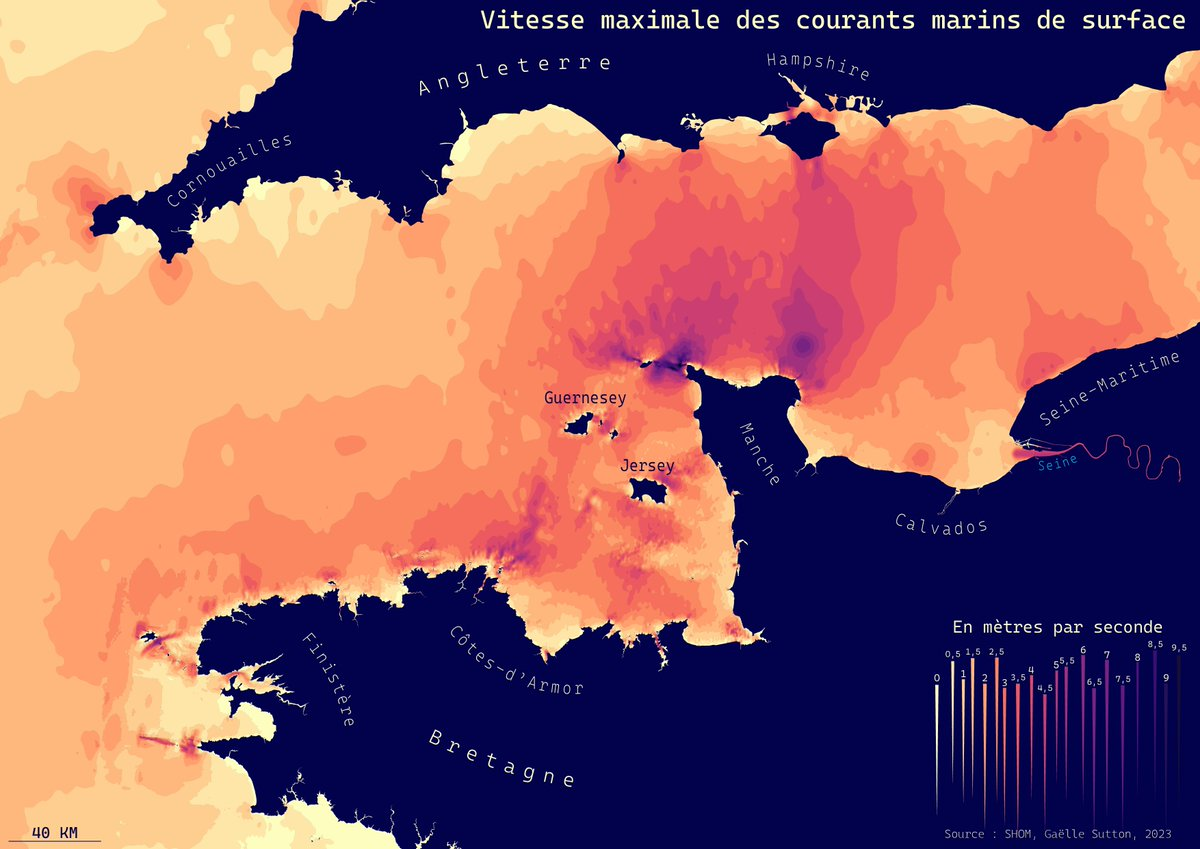 Vitesse maximale des courants marins de surface
Angleterre
Hampshire
Cornouailles
Seine-Maritime
Guernesey
Manche
Jersey
Seine
Calvados
En mètres par seconde
Finistère
Côtes-d'Armor
0 0,5 1 1,5 2 2,5 3 3,5 4 4,5 5 5,5 6 6,5 7 7,5 8 8,5 9 9,5
Bretagne
40 KM
Source : SHOM, Gaëlle Sutton, 2023